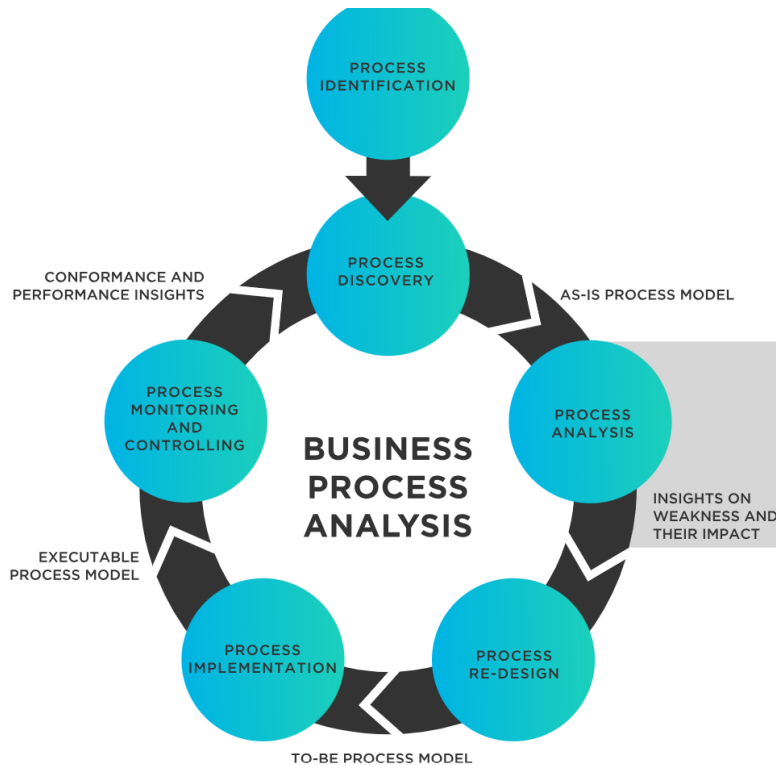 PROCESS
IDENTIFICATION
PROCESS
DISCOVERY
CONFORMANCE AND
PERFORMANCE INSIGHTS
AS-IS PROCESS MODEL
PROCESS
MONITORING
AND
CONTROLLING
PROCESS
ANALYSIS
BUSINESS
PROCESS
ANALYSIS
INSIGHTS ON
WEAKNESS AND
THEIR IMPACT
EXECUTABLE
PROCESS MODEL
PROCESS
IMPLEMENTATION
PROCESS
RE-DESIGN
TO-BE PROCESS MODEL